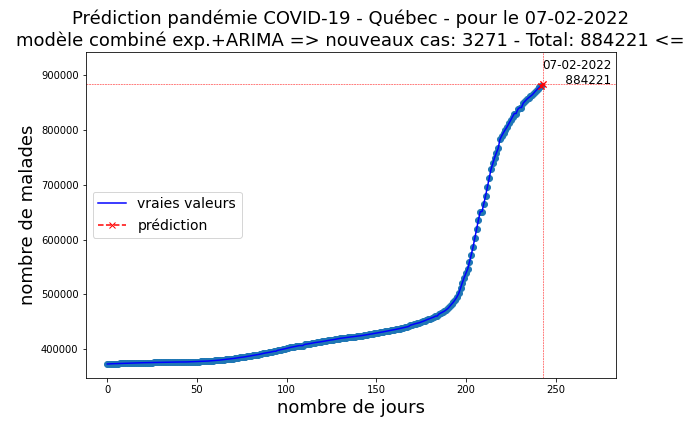 Prédiction pandémie COVID-19 - Québec - pour le 07-02-2022
modèle combiné exp.+ARIMA => nouveaux cas: 3271 - Total: 884221 <=
07-02-2022
884221
900000
800000
700000
600000
500000
400000
nombre de malades
vraies valeurs
prédiction
0 50 100 150 200 250
nombre de jours